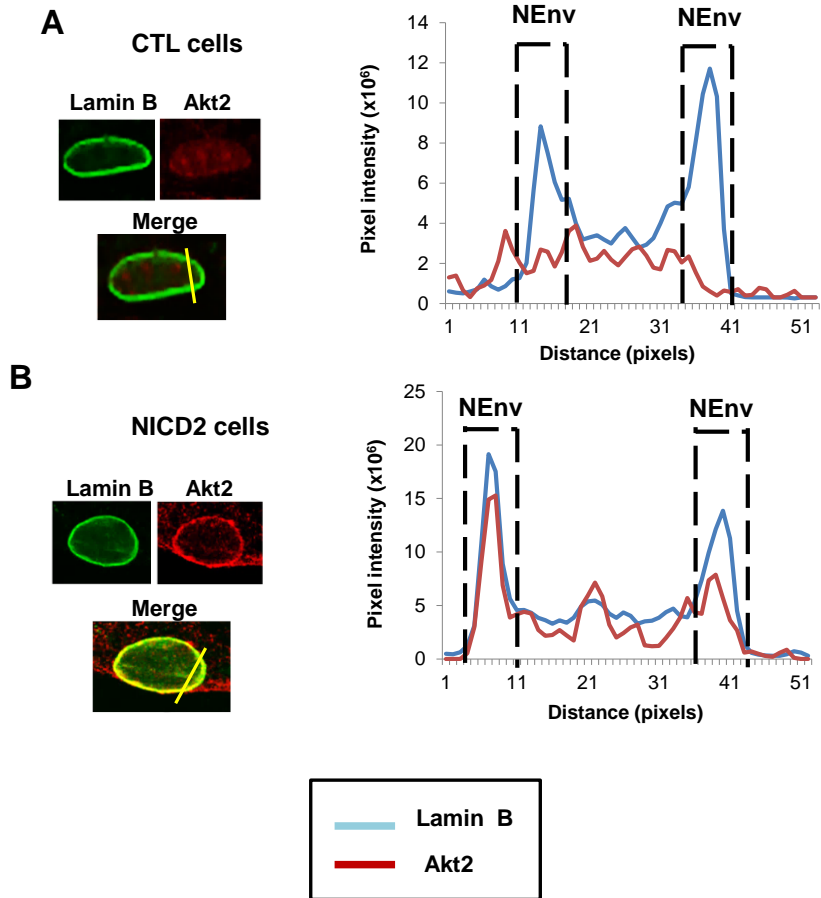 A
CTL cells
Lamin B Akt2
Merge
NEnv NEnv
Pixel intensity (x10⁶)
14
12
10
8
6
4
2
0
1 11 21 31 41 51
Distance (pixels)
B
NICD2 cells
Lamin B Akt2
Merge
NEnv NEnv
Pixel intensity (x10⁶)
25
20
15
10
5
0
1 11 21 31 41 51
Distance (pixels)
Lamin B
Akt2